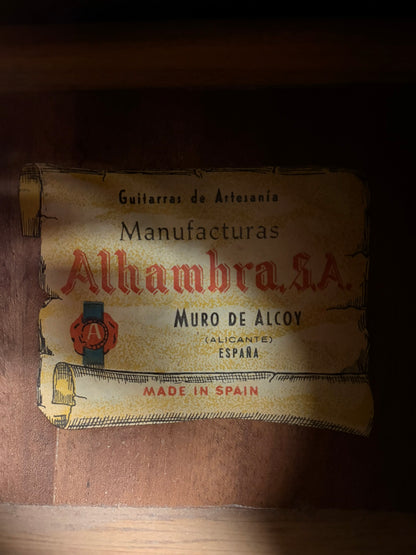 Guitarras de Artesanía
Manufacturas
Alhambra, S.A.
MURO DE ALCOY
(ALICANTE)
ESPAÑA
A
MADE IN SPAIN